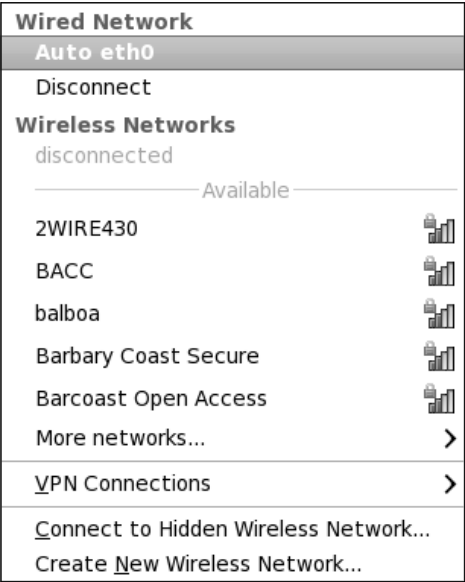 Wired Network
Auto eth0
Disconnect
Wireless Networks
disconnected
Available
2WIRE430
BACC
balboa
Barbary Coast Secure
Barcoast Open Access
More networks...
VPN Connections
Connect to Hidden Wireless Network...
Create New Wireless Network...